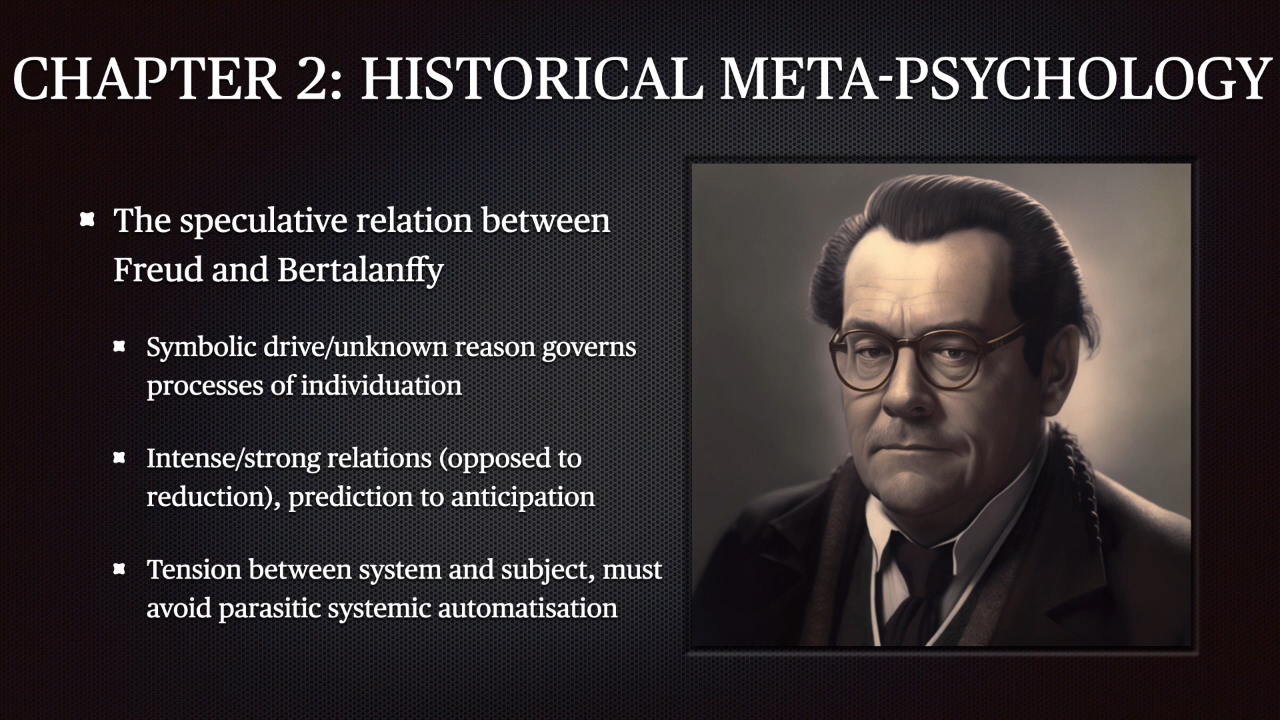 CHAPTER 2: HISTORICAL META-PSYCHOLOGY
The speculative relation between
Freud and Bertalanffy
Symbolic drive/unknown reason governs
processes of individuation
Intense/strong relations (opposed to
reduction), prediction to anticipation
Tension between system and subject, must
avoid parasitic systemic automatisation